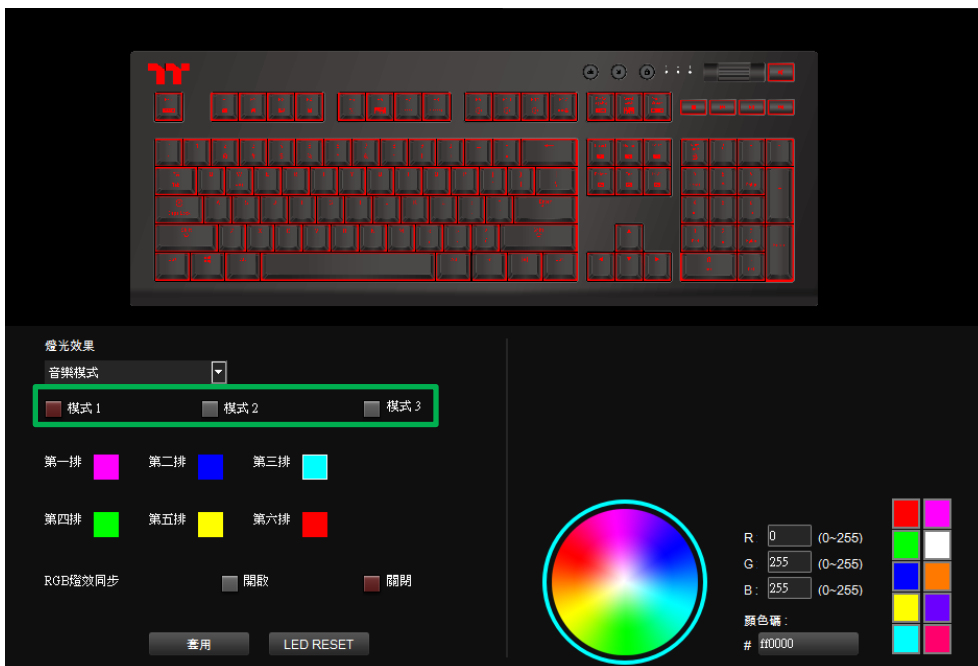 燈光效果
音樂模式
模式 1 模式 2 模式 3
第一排 第二排 第三排
第四排 第五排 第六排
RGB燈效同步 開啟 關閉
套用 LED RESET
R 0 (0~255)
G 255 (0~255)
B : 255 (0~255)
顏色碼 :
# ff0000